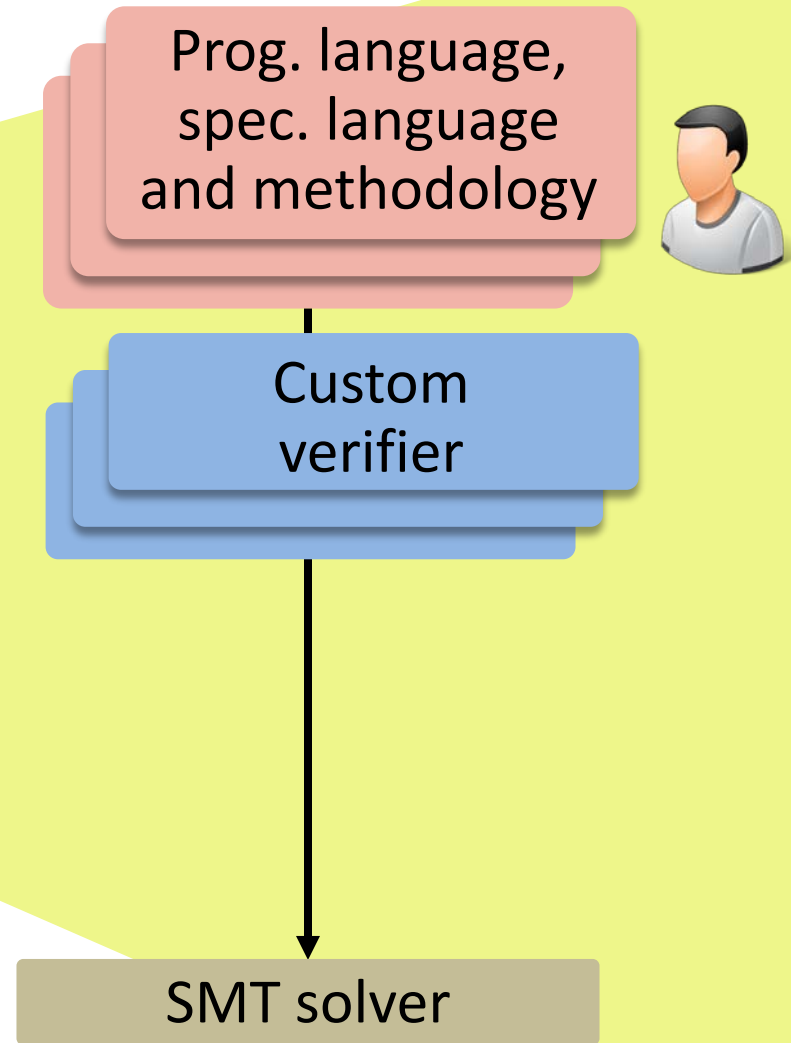 Prog. language,
spec. language
and methodology
Custom
verifier
SMT solver